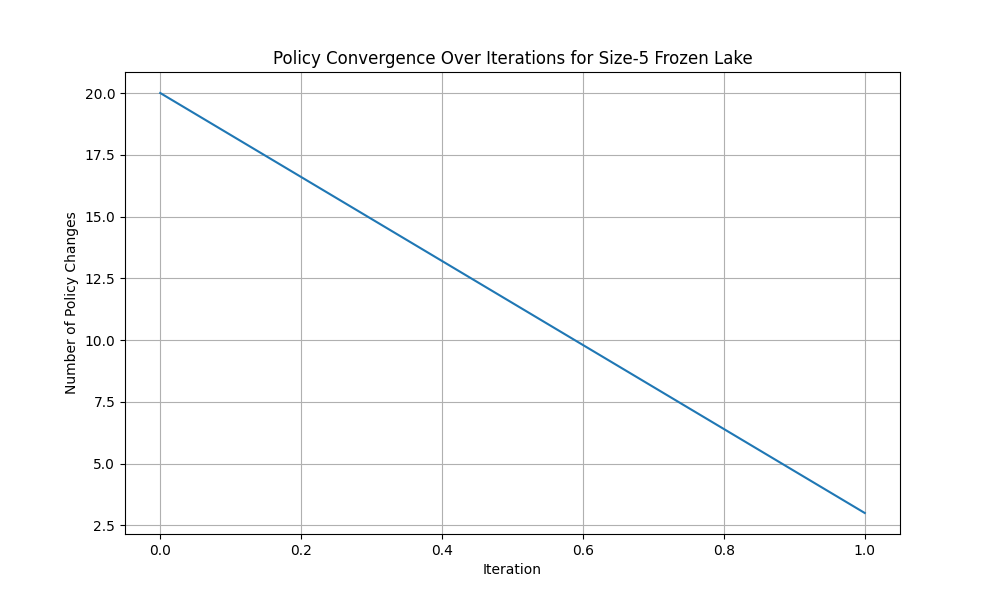 Policy Convergence Over Iterations for Size-5 Frozen Lake
Number of Policy Changes
20.0
17.5
15.0
12.5
10.0
7.5
5.0
2.5
0.0 0.2 0.4 0.6 0.8 1.0
Iteration